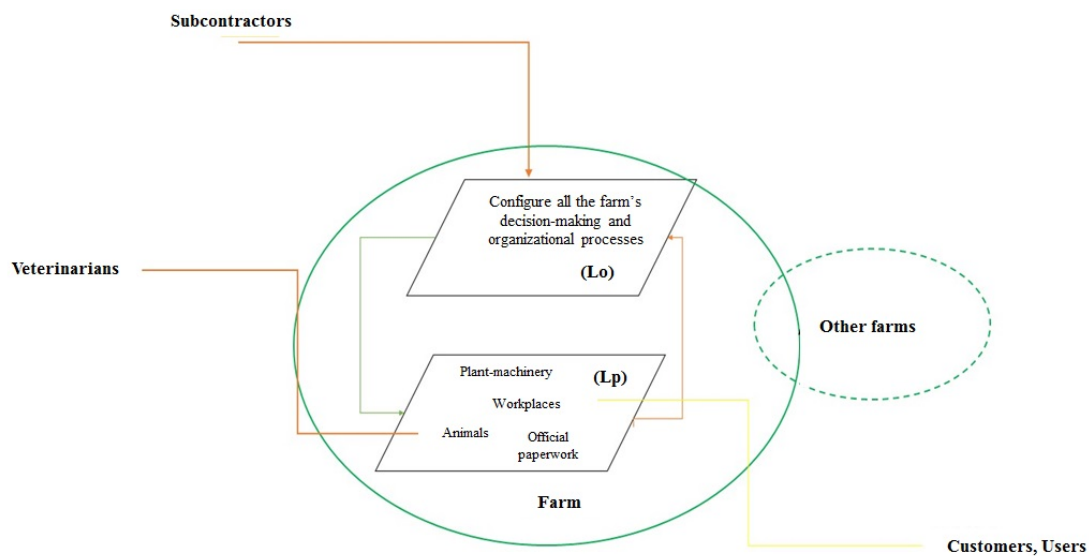 Subcontractors
Configure all the farm's
decision-making and
organizational processes
(Lo)
Veterinarians
Other farms
Plant-machinery
(Lp)
Workplaces
Animals
Official
paperwork
Farm
Customers, Users